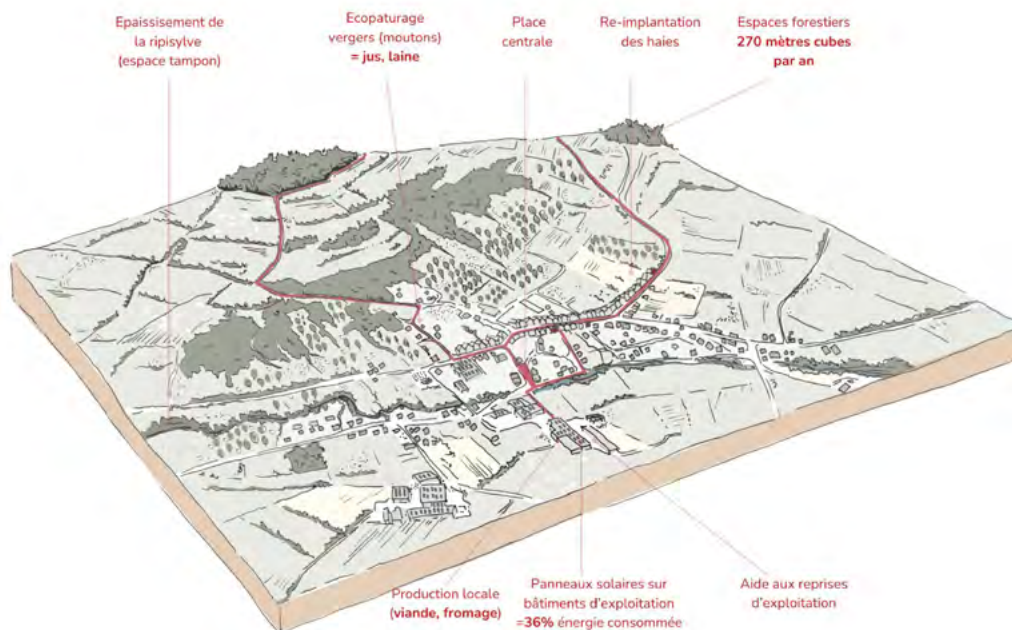 Epaissisement de
la ripisylve
(espace tampon)
Ecopaturage
vergers (moutons)
= jus, laine
Place
centrale
Re-implantation
des haies
Espaces forestiers
270 mètres cubes
par an
Production locale
(viande, fromage)
Panneaux solaires sur
bâtiments d'exploitation
=36% énergie consommée
Aide aux reprises
d'exploitation